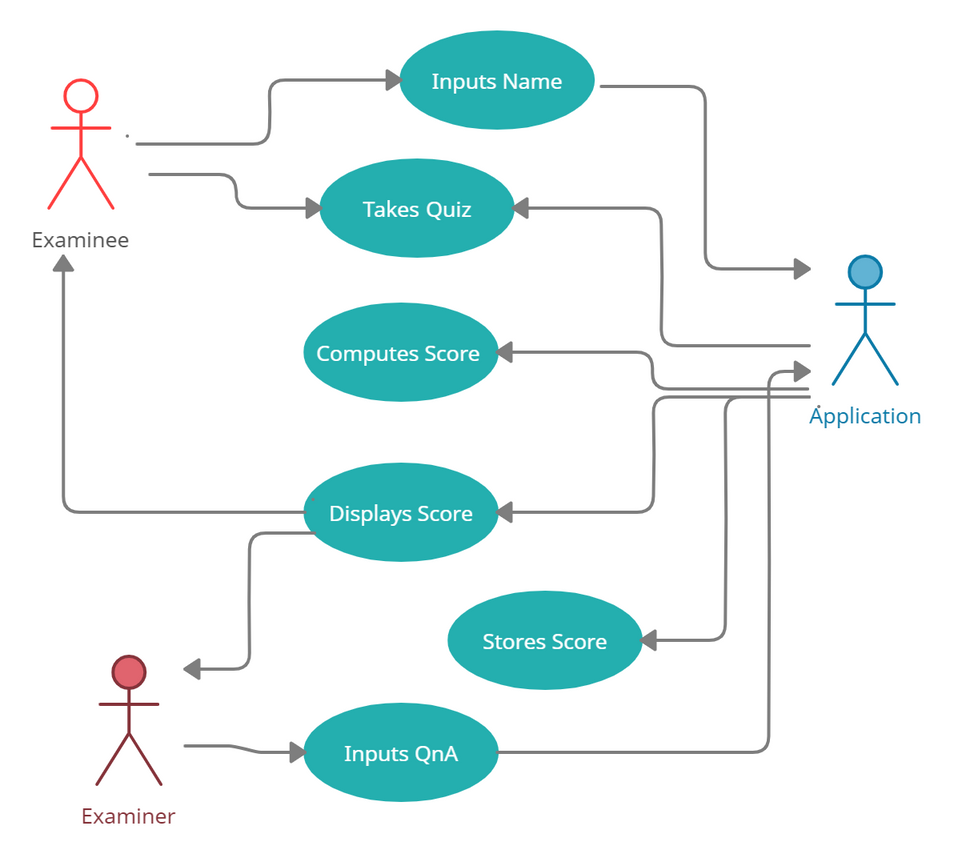 Inputs Name
Takes Quiz
Examinee
Computes Score
Application
Displays Score
Stores Score
Inputs QnA
Examiner